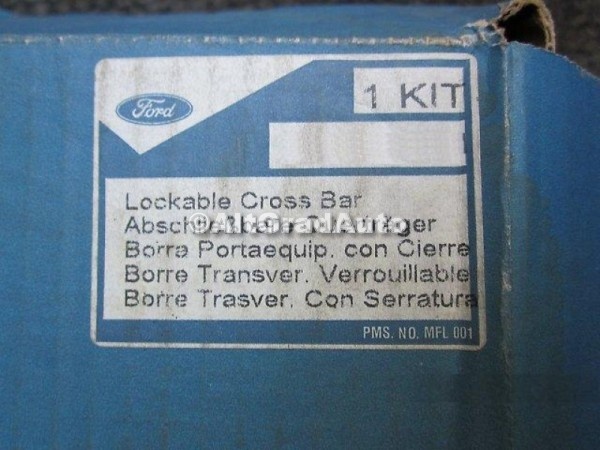 Ford
1 KIT
Lockable Cross Bar
©AltGradAuto
Borra Portaequip. con Cierre
Borre Transver. Verrouillable
Borre Trasver. Con Serratura
PMS. NO. MFL 001